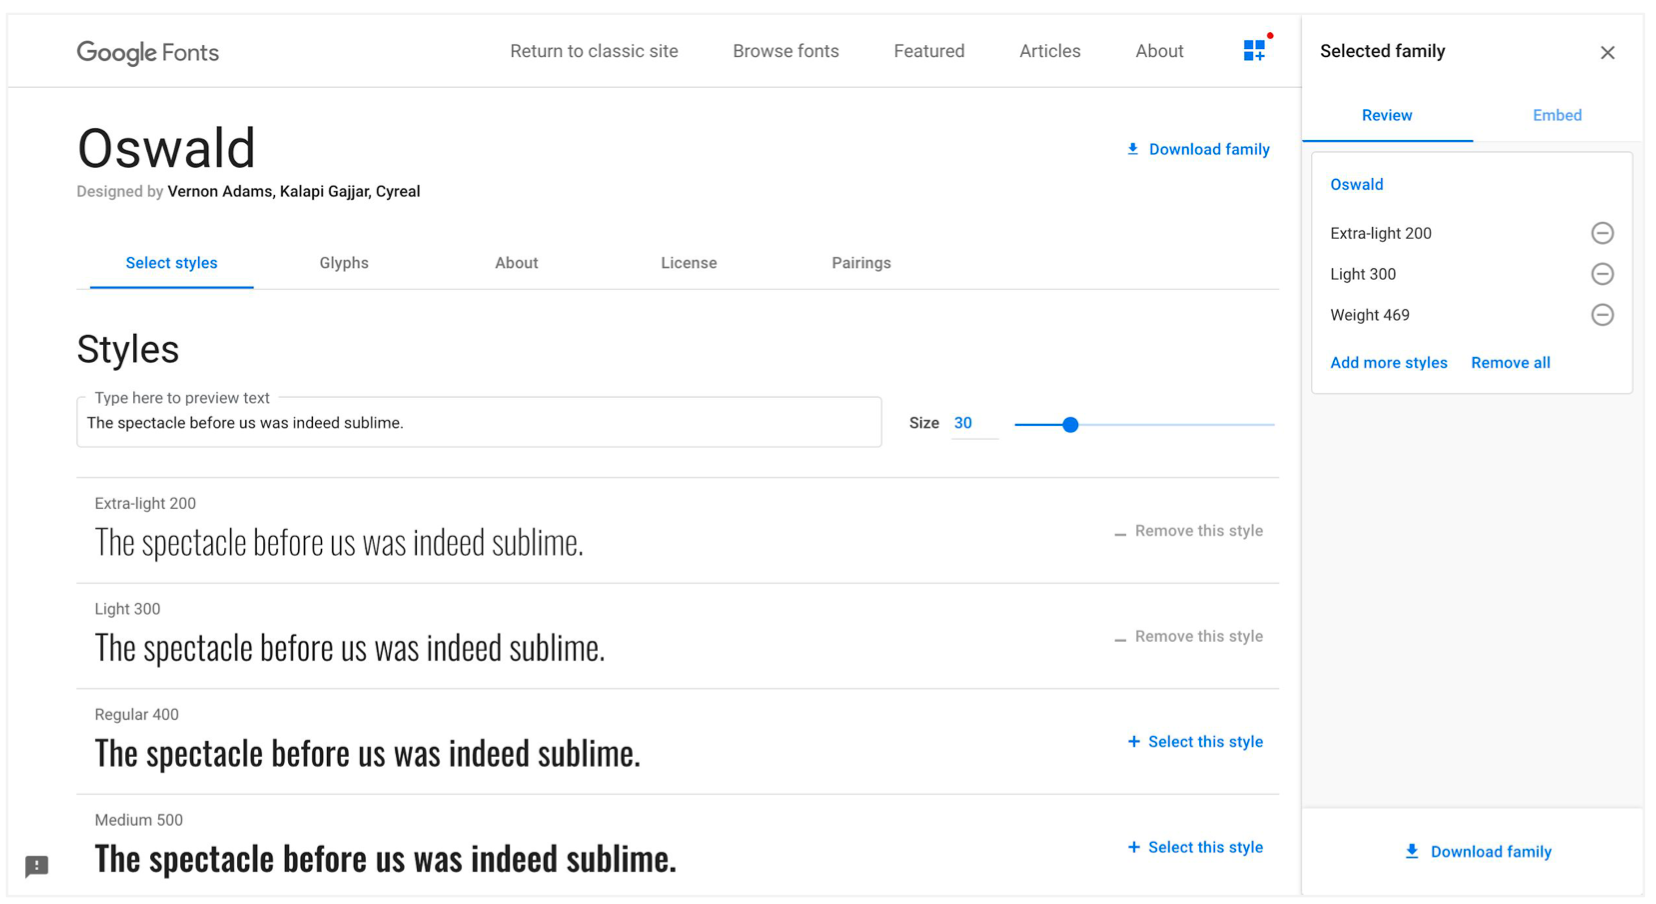 Google Fonts
Return to classic site
Browse fonts
Featured
Articles
About
Oswald
Download family
Designed by Vernon Adams, Kalapi Gajjar, Cyreal
Select styles
Glyphs
About
License
Pairings
Styles
Type here to preview text
The spectacle before us was indeed sublime.
Size 30
Extra-light 200
The spectacle before us was indeed sublime.
Remove this style
Light 300
The spectacle before us was indeed sublime.
Remove this style
Regular 400
The spectacle before us was indeed sublime.
+ Select this style
Medium 500
The spectacle before us was indeed sublime.
+ Select this style
Selected family
Review
Embed
Oswald
Extra-light 200
Light 300
Weight 469
Add more styles
Remove all
Download family